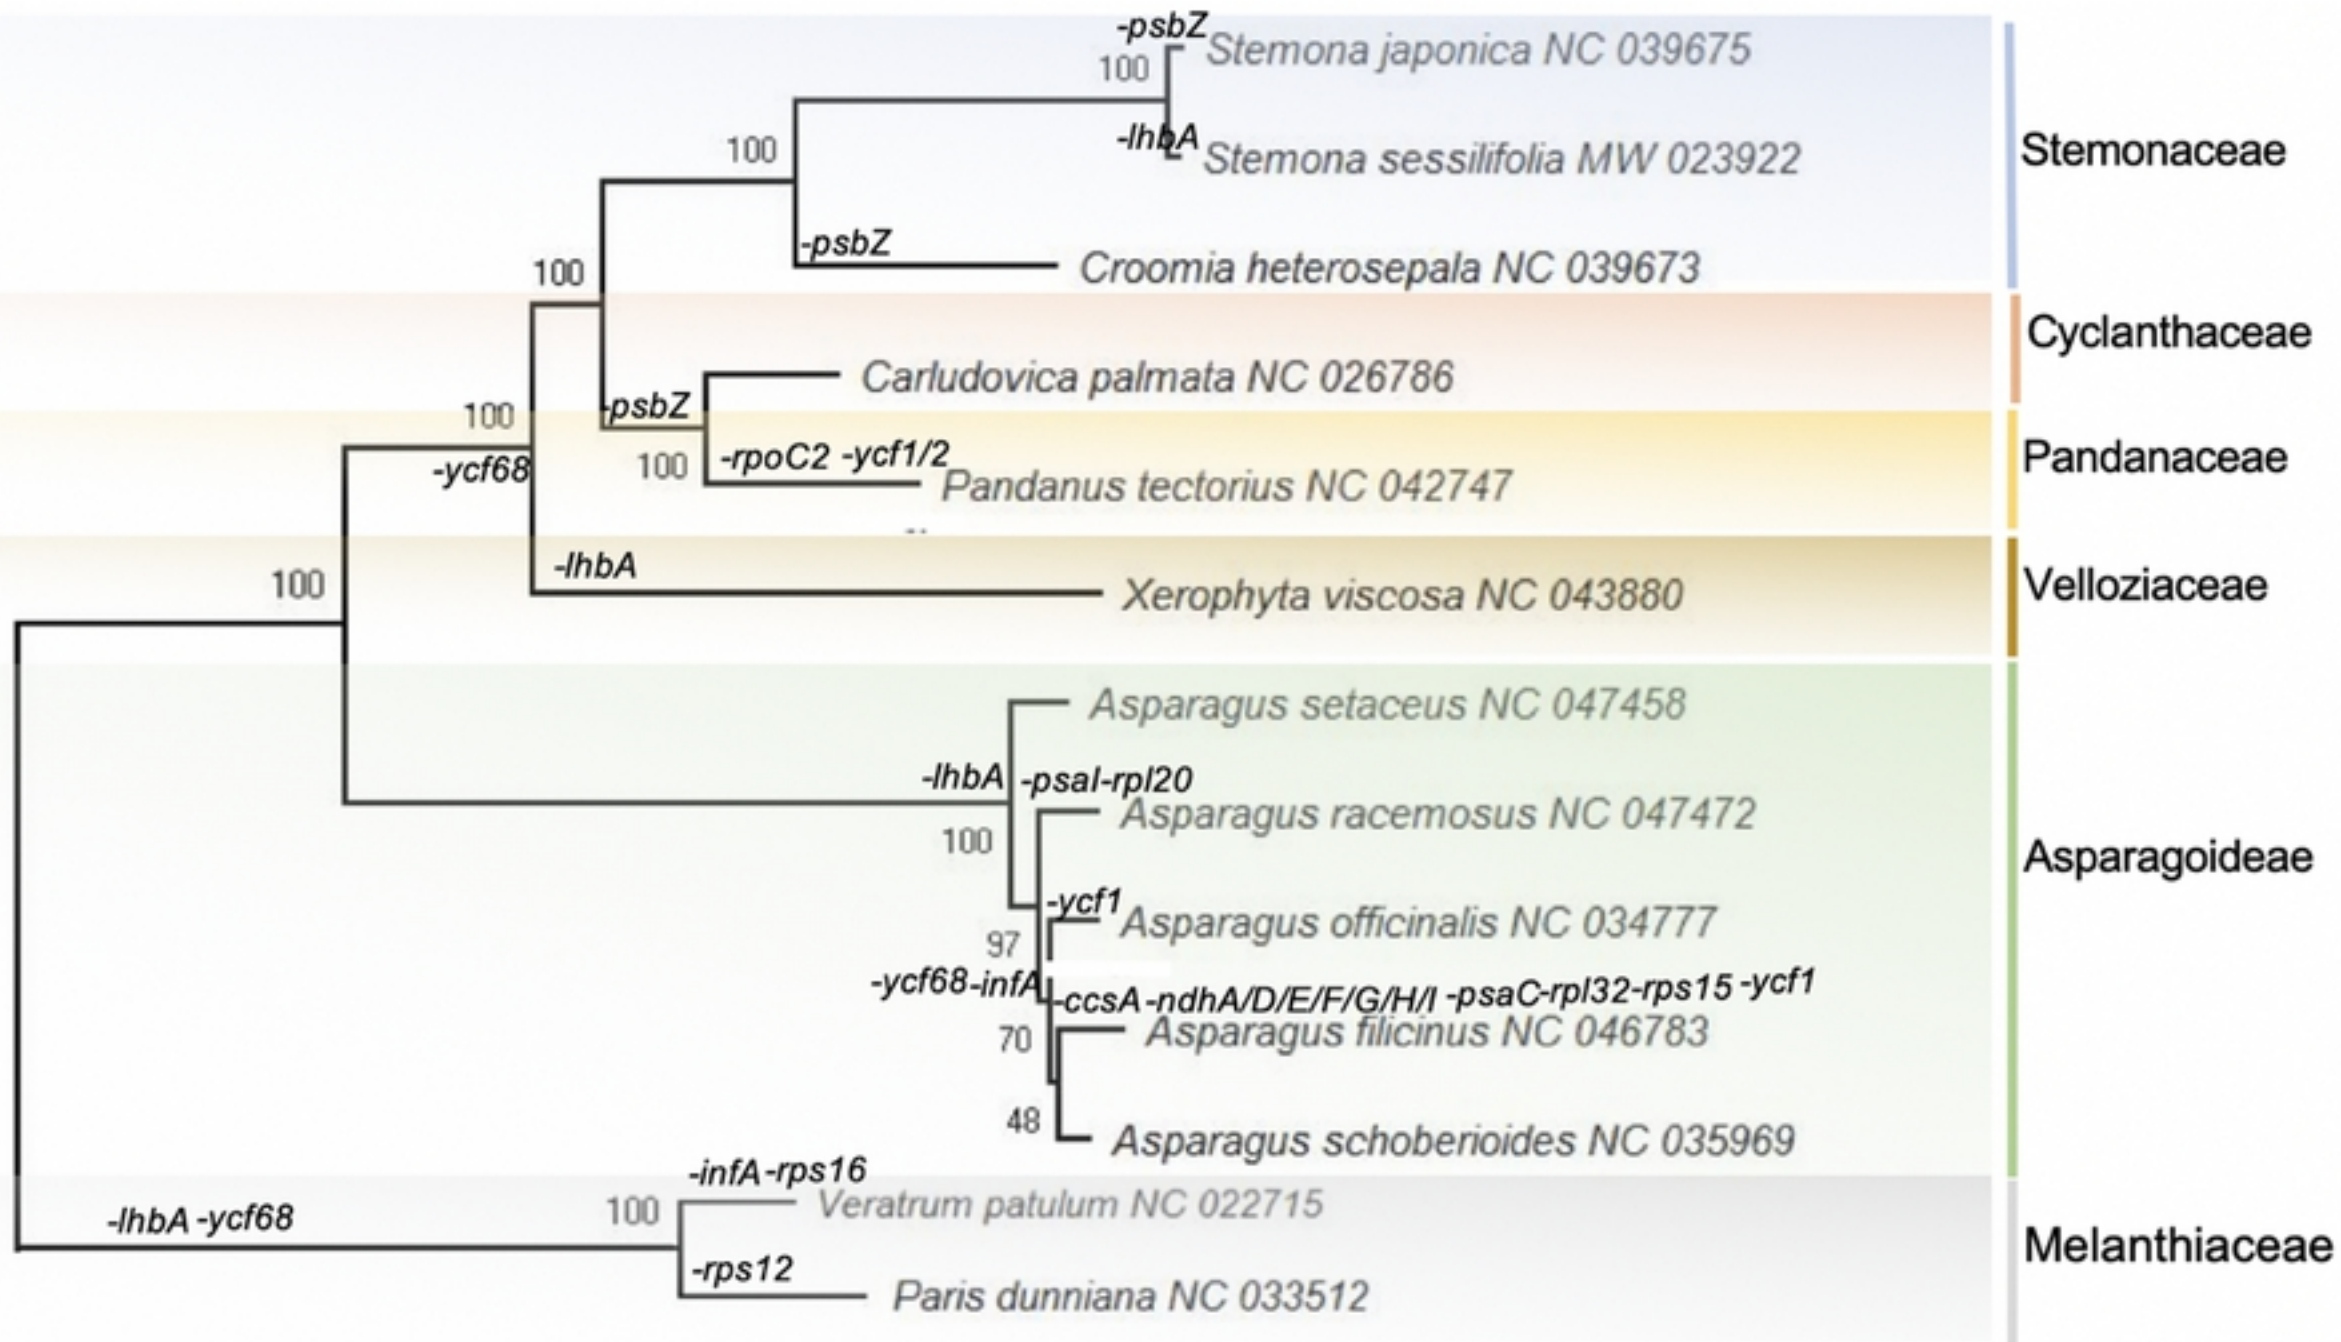 -psbZ
Stemona japonica NC 039675
100
-lhbA
Stemona sessilifolia MW 023922
Stemonaceae
100
-psbZ
Croomia heterosepala NC 039673
100
Cyclanthaceae
Carludovica palmata NC 026786
-psbZ
100
-ycf68
-rpoC2 -ycf1/2
100
Pandanus tectorius NC 042747
Pandanaceae
-lhbA
Xerophyta viscosa NC 043880
Velloziaceae
100
Asparagus setaceus NC 047458
-lhbA
-psaI-rpl20
Asparagus racemosus NC 047472
100
Asparagoideae
-ycf1
Asparagus officinalis NC 034777
97
-ycf68-infA
-ccsA-ndhA/D/E/F/G/H/I -psaC-rpl32-rps15 -ycf1
Asparagus filicinus NC 046783
70
48
Asparagus schoberioides NC 035969
-infA-rps16
Veratrum patulum NC 022715
100
-lhbA -ycf68
Melanthiaceae
-rps12
Paris dunniana NC 033512